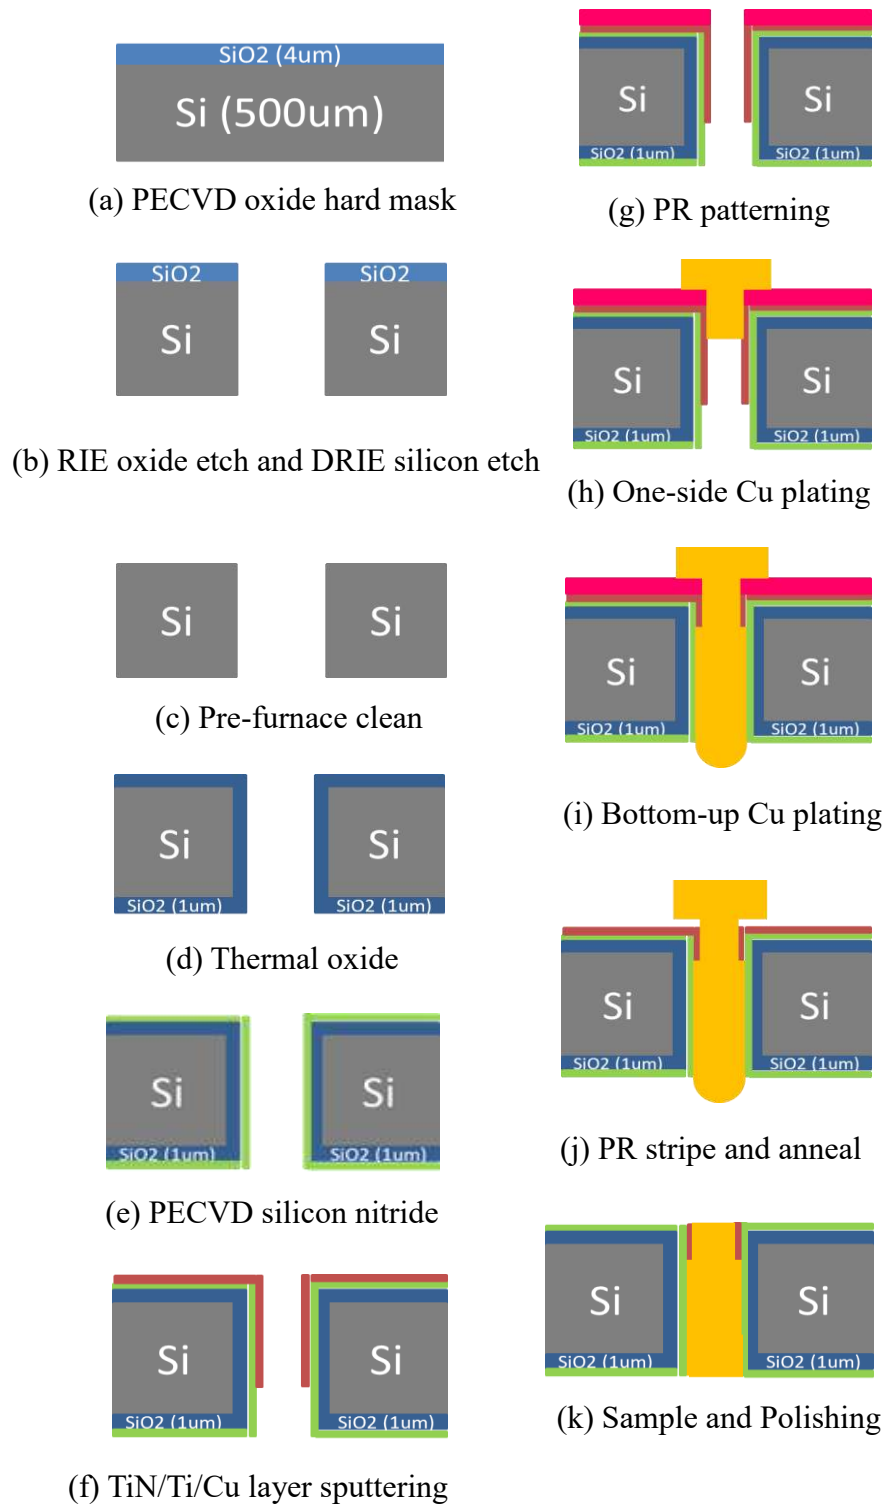 SiO2 (4um)
Si (500um)
(a) PECVD oxide hard mask
SiO2 SiO2
Si Si
(b) RIE oxide etch and DRIE silicon etch
Si Si
(c) Pre-furnace clean
Si Si
SiO2 (1um) SiO2 (1um)
(d) Thermal oxide
Si Si
SiO2 (1um) SiO2 (1um)
(e) PECVD silicon nitride
Si Si
SiO2 (1um) SiO2 (1um)
(f) TiN/Ti/Cu layer sputtering
Si Si
SiO2 (1um) SiO2 (1um)
(g) PR patterning
Si Si
SiO2 (1um) SiO2 (1um)
(h) One-side Cu plating
Si Si
SiO2 (1um) SiO2 (1um)
(i) Bottom-up Cu plating
Si Si
SiO2 (1um) SiO2 (1um)
(j) PR stripe and anneal
Si Si
SiO2 (1um) SiO2 (1um)
(k) Sample and Polishing